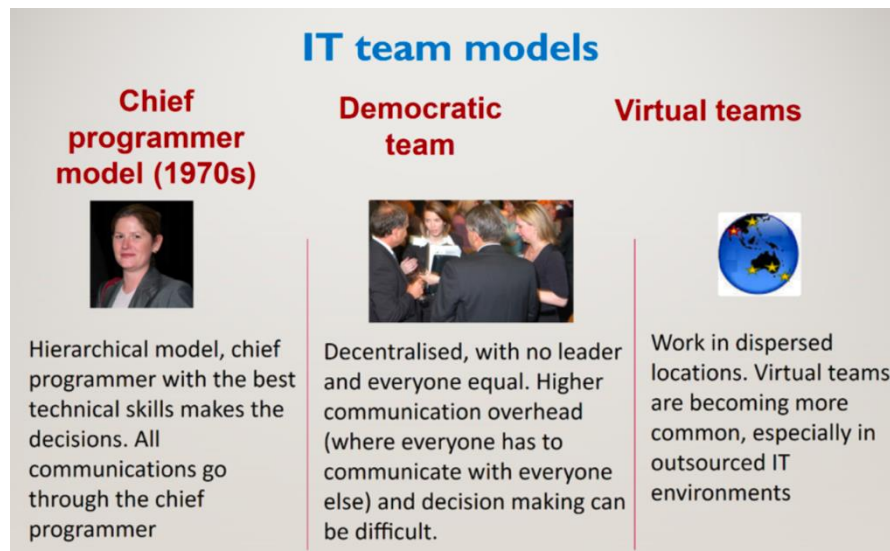 IT team models
Chief
programmer
model (1970s)
Hierarchical model, chief
programmer with the best
technical skills makes the
decisions. All
communications go
through the chief
programmer
Democratic
team
Decentralised, with no leader
and everyone equal. Higher
communication overhead
(where everyone has to
communicate with everyone
else) and decision making can
be difficult.
Virtual teams
Work in dispersed
locations. Virtual teams
are becoming more
common, especially in
outsourced IT
environments